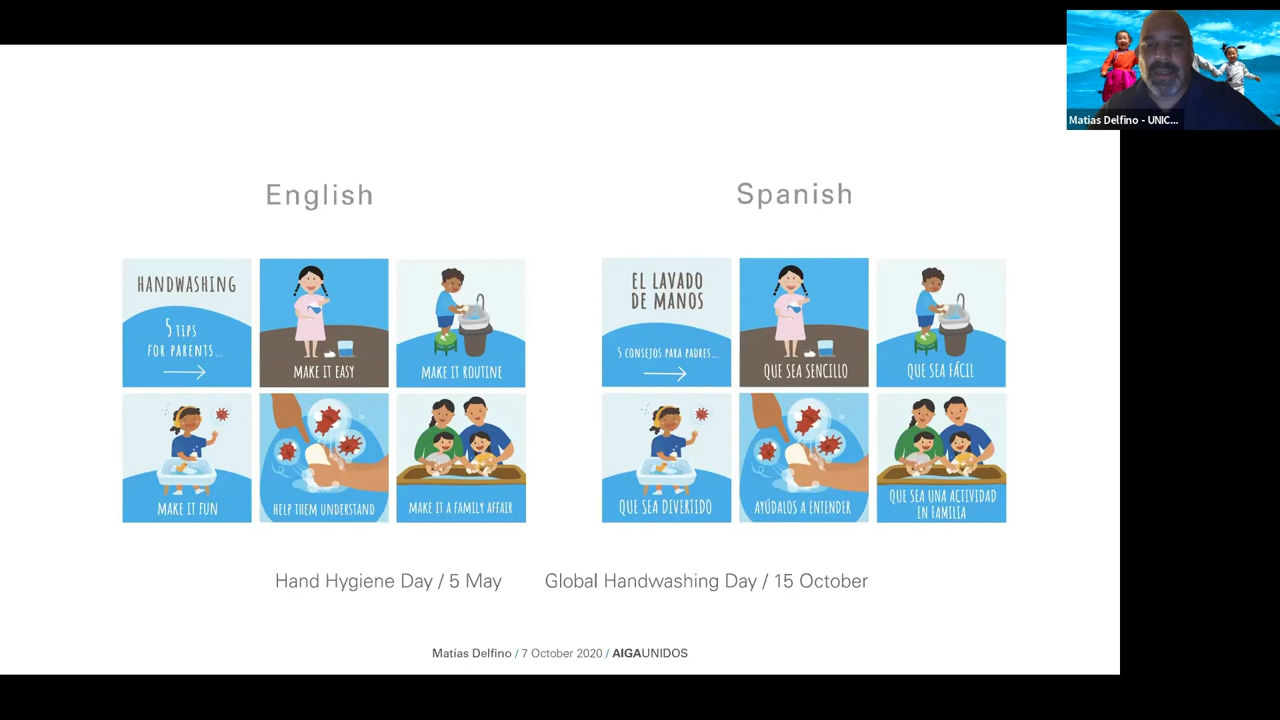 Matias Delfino - UNIC...
English
Spanish
HANDWASHING
5 TIPS
FOR PARENTS...
MAKE IT EASY
MAKE IT ROUTINE
MAKE IT FUN
HELP THEM UNDERSTAND
MAKE IT A FAMILY AFFAIR
EL LAVADO
DE MANOS
5 CONSEJOS PARA PADRES...
QUE SEA SENCILLO
QUE SEA FÁCIL
QUE SEA DIVERTIDO
AYÚDALOS A ENTENDER
QUE SEA UNA ACTIVIDAD
EN FAMILIA
Hand Hygiene Day / 5 May
Global Handwashing Day / 15 October
Matías Delfino / 7 October 2020 / AIGAUNIDOS